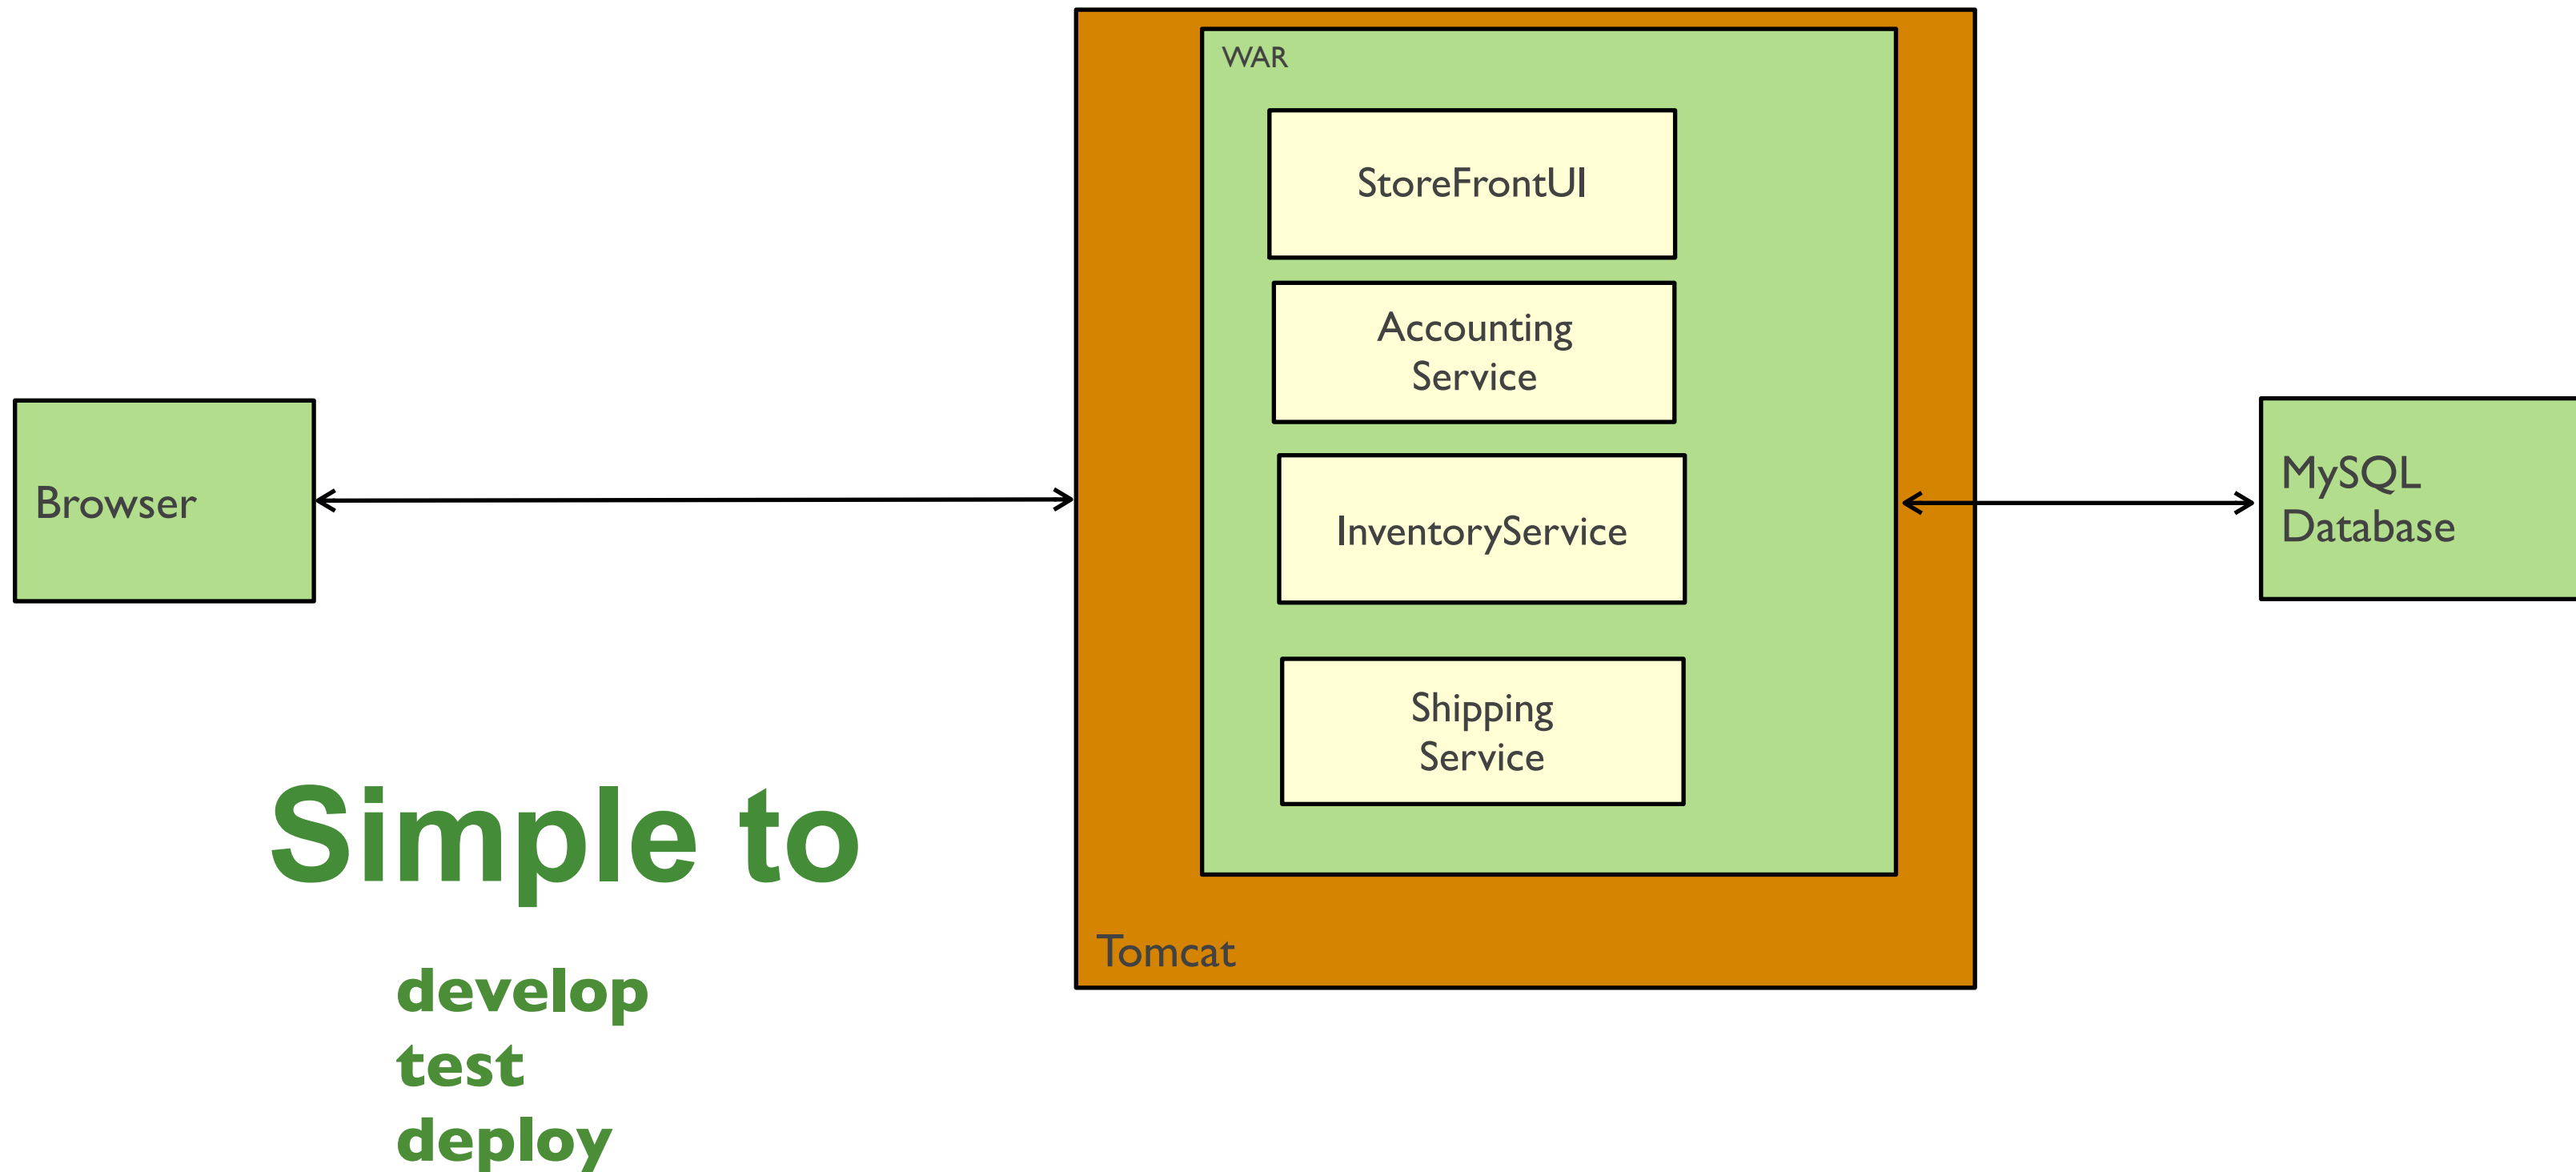 WAR
StoreFrontUI
Accounting
Service
Browser
InventoryService
MySQL
Database
Shipping
Service
Tomcat
Simple to
develop
test
deploy